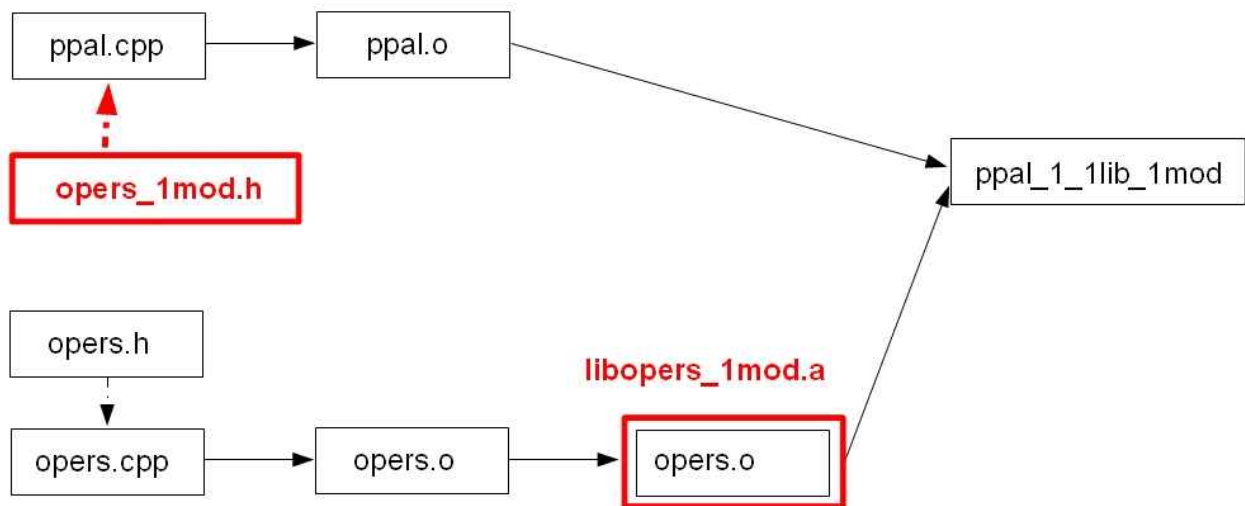 ppal.cpp
ppal.o
opers_1mod.h
ppal_1_1lib_1mod
opers.h
libopers_1mod.a
opers.cpp
opers.o
opers.o